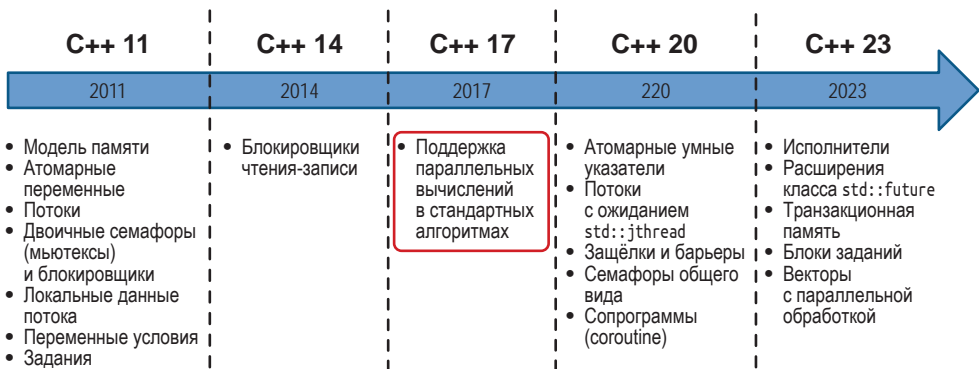 C++ 11
C++ 14
C++ 17
C++ 20
C++ 23
2011
2014
2017
220
2023
• Модель памяти
• Атомарные
переменные
• Потоки
• Двоичные семафоры
(мьютексы)
и блокировщики
• Локальные данные
потока
• Переменные условия
• Задания
• Блокировщики
чтения-записи
• Поддержка
параллельных
вычислений
в стандартных
алгоритмах
• Атомарные умные
указатели
• Потоки
с ожиданием
std::jthread
• Защёлки и барьеры
• Семафоры общего
вида
• Сопрограммы
(coroutine)
• Исполнители
• Расширения
класса std::future
• Транзакционная
память
• Блоки заданий
• Векторы
с параллельной
обработкой